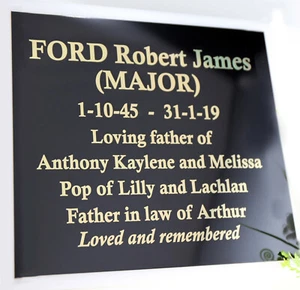 FORD Robert James
(MAJOR)
1-10-45 - 31-1-19
Loving father of
Anthony Kaylene and Melissa
Pop of Lilly and Lachlan
Father in law of Arthur
Loved and remembered